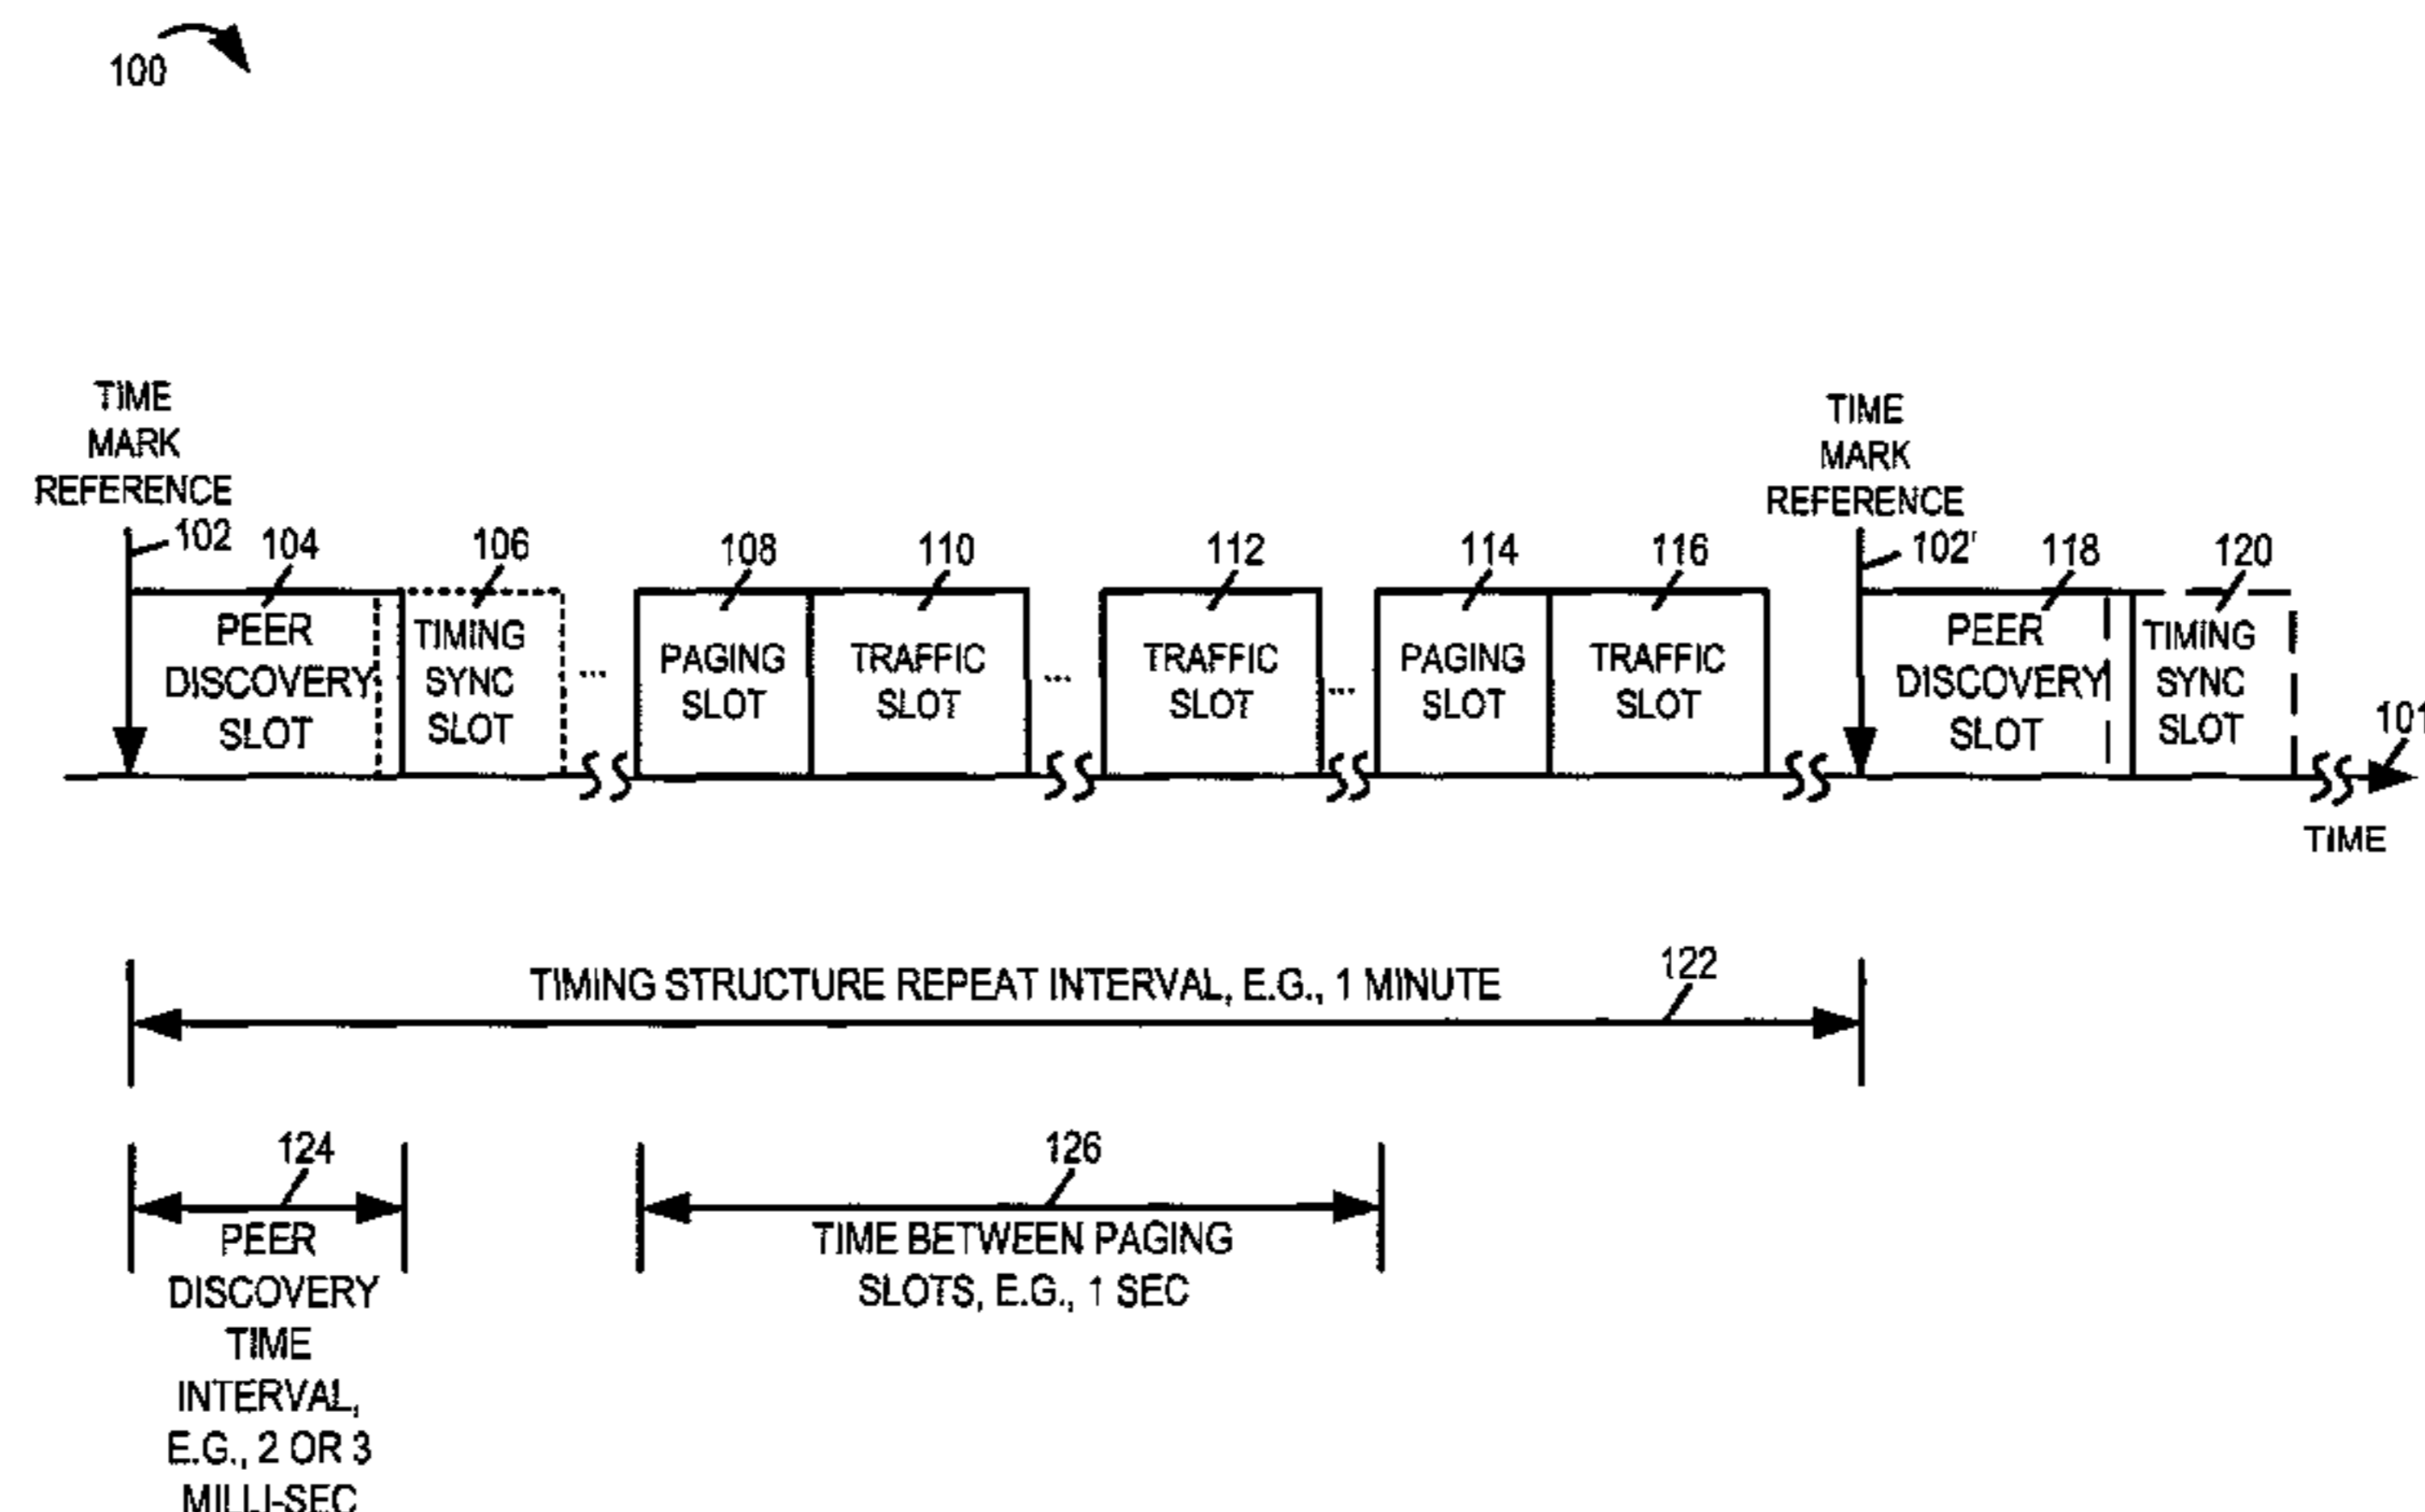 100
TIME
MARK
REFERENCE
102
104
106
108
110
112
114
116
TIME
MARK
REFERENCE
102'
118
120
PEER
DISCOVERY
SLOT
TIMING
SYNC
SLOT
...
PAGING
SLOT
TRAFFIC
SLOT
...
TRAFFIC
SLOT
...
PAGING
SLOT
TRAFFIC
SLOT
PEER
DISCOVERY
SLOT
TIMING
SYNC
SLOT
101
TIME
TIMING STRUCTURE REPEAT INTERVAL, E.G., 1 MINUTE
122
124
PEER
DISCOVERY
TIME
INTERVAL,
E.G., 2 OR 3
MILLI-SEC
126
TIME BETWEEN PAGING
SLOTS, E.G., 1 SEC